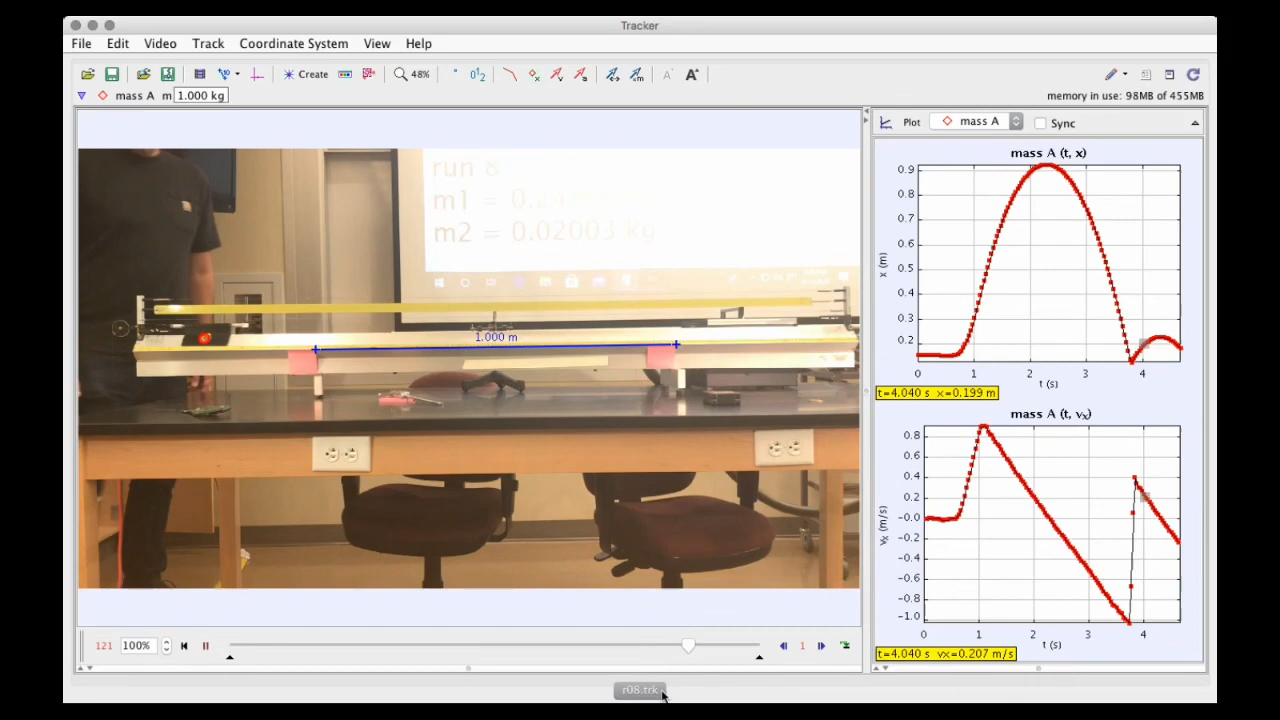 Tracker
File Edit Video Track Coordinate System View Help
Create 48%
mass A m 1.000 kg
memory in use: 98MB of 455MB
Plot mass A Sync
run 8
m1 =
m2 = 0.02003 kg
1.000 m
mass A (t, x)
0.9
0.8
0.7
0.6
0.5
0.4
0.3
0.2
x (m)
0 1 2 3 4
t (s)
t=4.040 s x=0.199 m
mass A (t, vx)
0.8
0.6
0.4
0.2
-0.0
-0.2
-0.4
-0.6
-0.8
-1.0
vx (m/s)
0 1 2 3 4
t (s)
t=4.040 s vx=0.207 m/s
121 100% 1
r08.trk